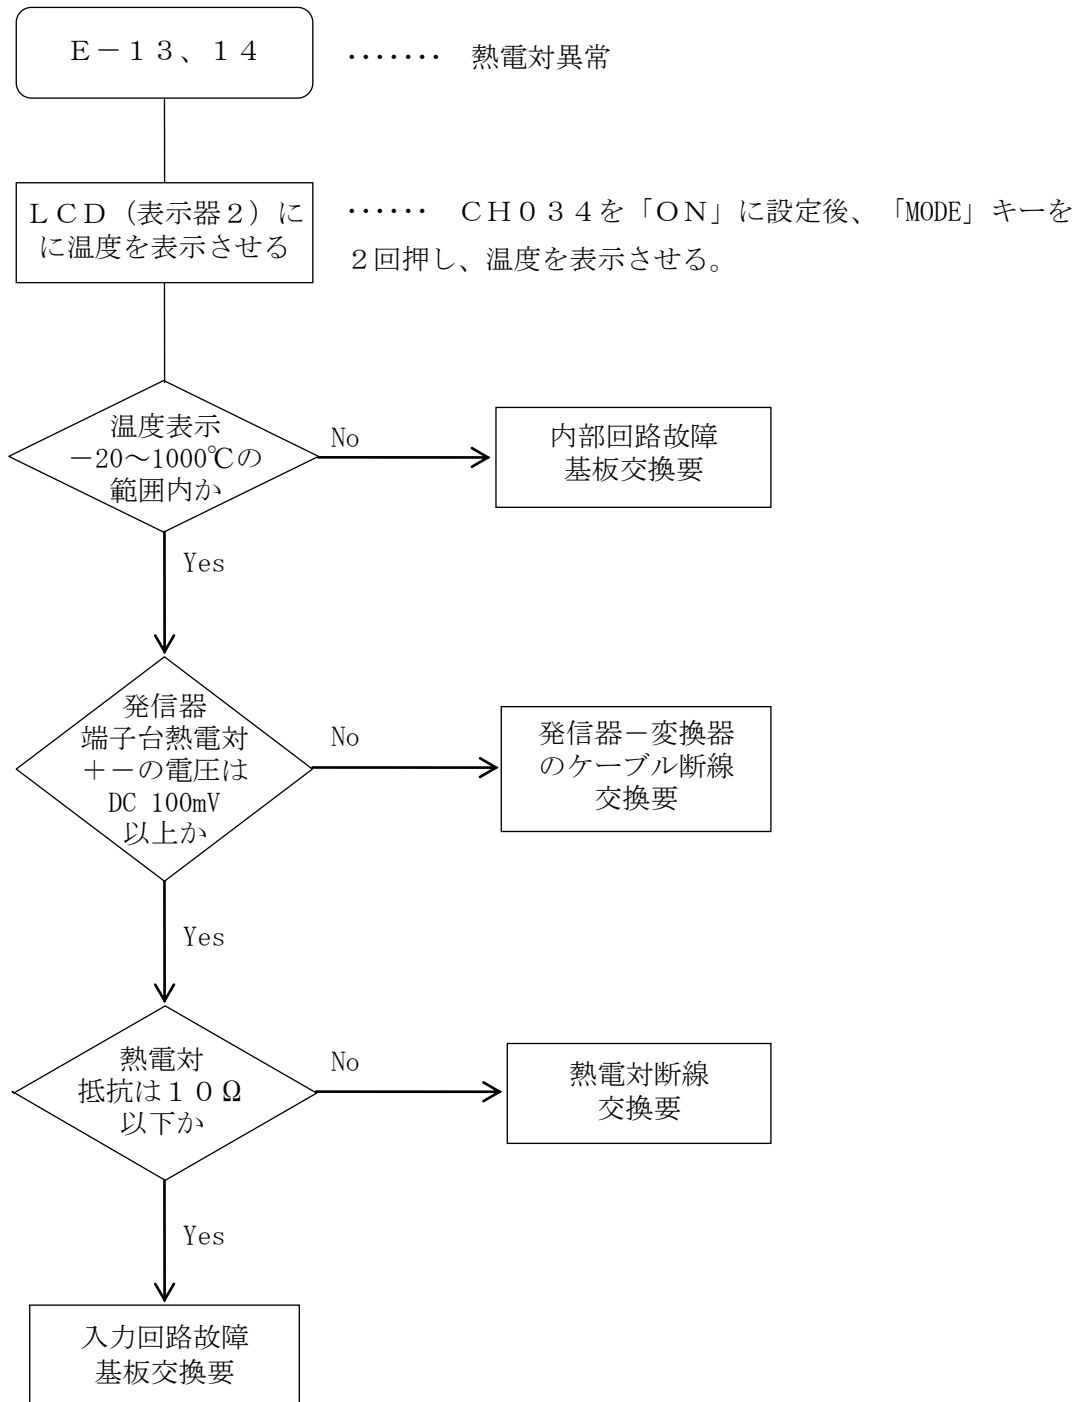 Ｅ－１３、１４
･･･････　熱電対異常
ＬＣＤ（表示器２）に
に温度を表示させる
･･････　ＣＨ０３４を「ＯＮ」に設定後、「MODE」キーを
２回押し、温度を表示させる。
温度表示
－20～1000℃の
範囲内か
No
内部回路故障
基板交換要
Yes
発信器
端子台熱電対
＋－の電圧は
DC 100mV
以上か
No
発信器－変換器
のケーブル断線
交換要
Yes
熱電対
抵抗は１０Ω
以下か
No
熱電対断線
交換要
Yes
入力回路故障
基板交換要